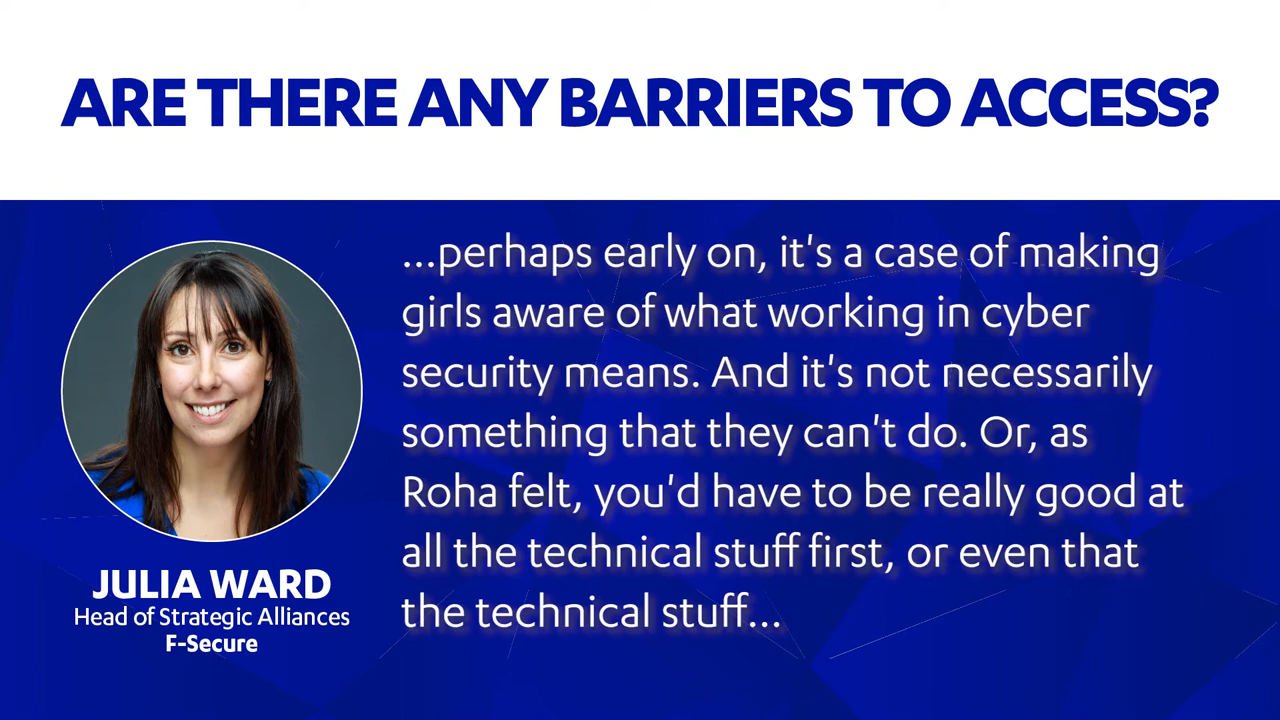 ARE THERE ANY BARRIERS TO ACCESS?
...perhaps early on, it's a case of making
girls aware of what working in cyber
security means. And it's not necessarily
something that they can't do. Or, as
Roha felt, you'd have to be really good at
all the technical stuff first, or even that
the technical stuff...
JULIA WARD
Head of Strategic Alliances
F-Secure